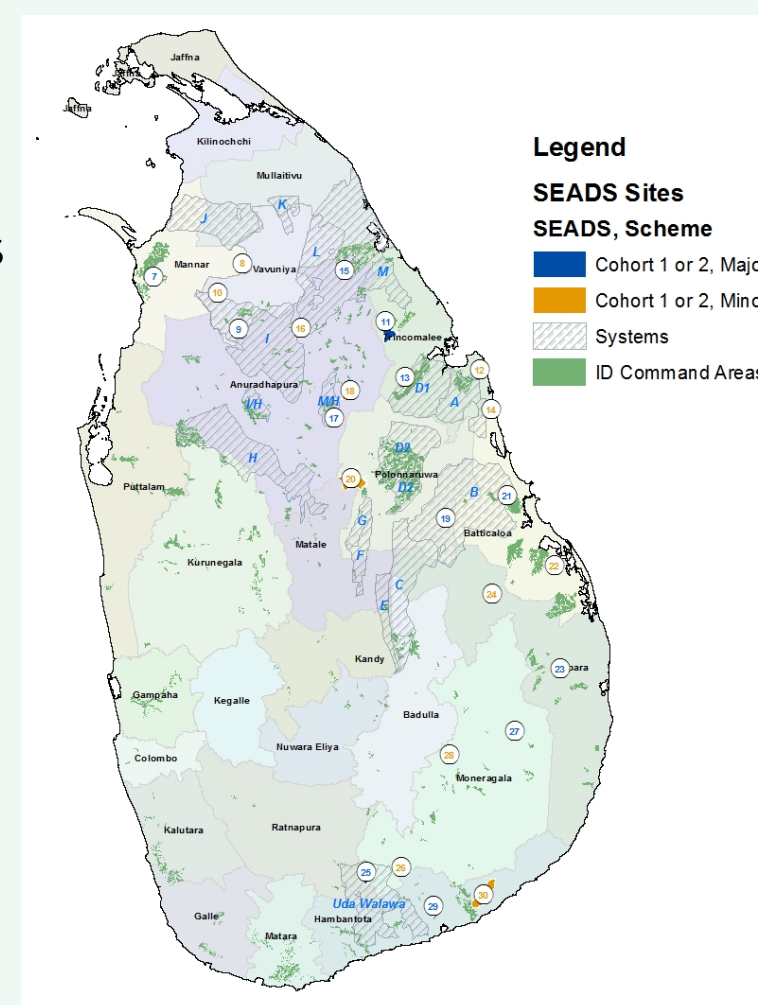 Jaffna
Jaffna
Jaffna
Kilinochchi
Mullaitivu
K
J
L
Mannar
8
Vavuniya
15
M
7
10
11
9
16
I
Trincomalee
12
13
D1
Anuradhapura
18
A
I/H
M/H
17
14
D2
H
20
Polonnaruwa
D2
B
21
Puttalam
G
19
Batticaloa
Matale
F
Kurunegala
22
C
24
E
Kandy
23
para
Gampaha
Kegalle
Badulla
27
Nuwara Eliya
28
Colombo
Moneragala
Kalutara
Ratnapura
25
26
30
Uda Walawa
29
Galle
Hambantota
Matara
Legend
SEADS Sites
SEADS, Scheme
Cohort 1 or 2, Majo
Cohort 1 or 2, Mino
Systems
ID Command Areas
s